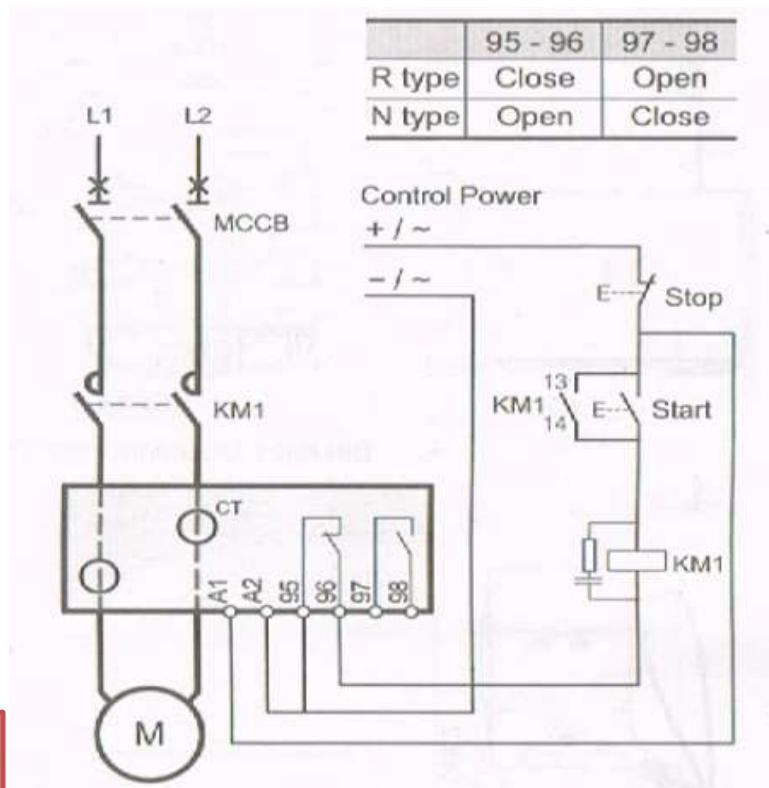 95 - 96 97 - 98
R type Close Open
N type Open Close
L1 L2
MCCB
Control Power
+ / ~
− / ~
E Stop
KM1
13
KM1 E Start
14
CT
KM1
A1 A2 95 96 97 98
M